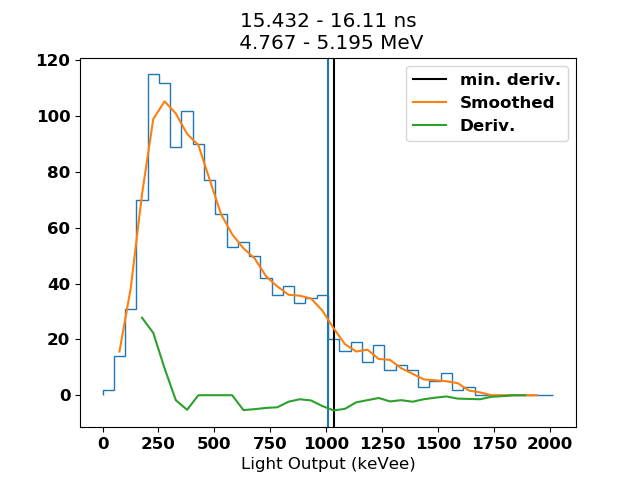 15.432 - 16.11 ns
4.767 - 5.195 MeV
min. deriv.
Smoothed
Deriv.
120
100
80
60
40
20
0
0 250 500 750 1000 1250 1500 1750 2000
Light Output (keVee)